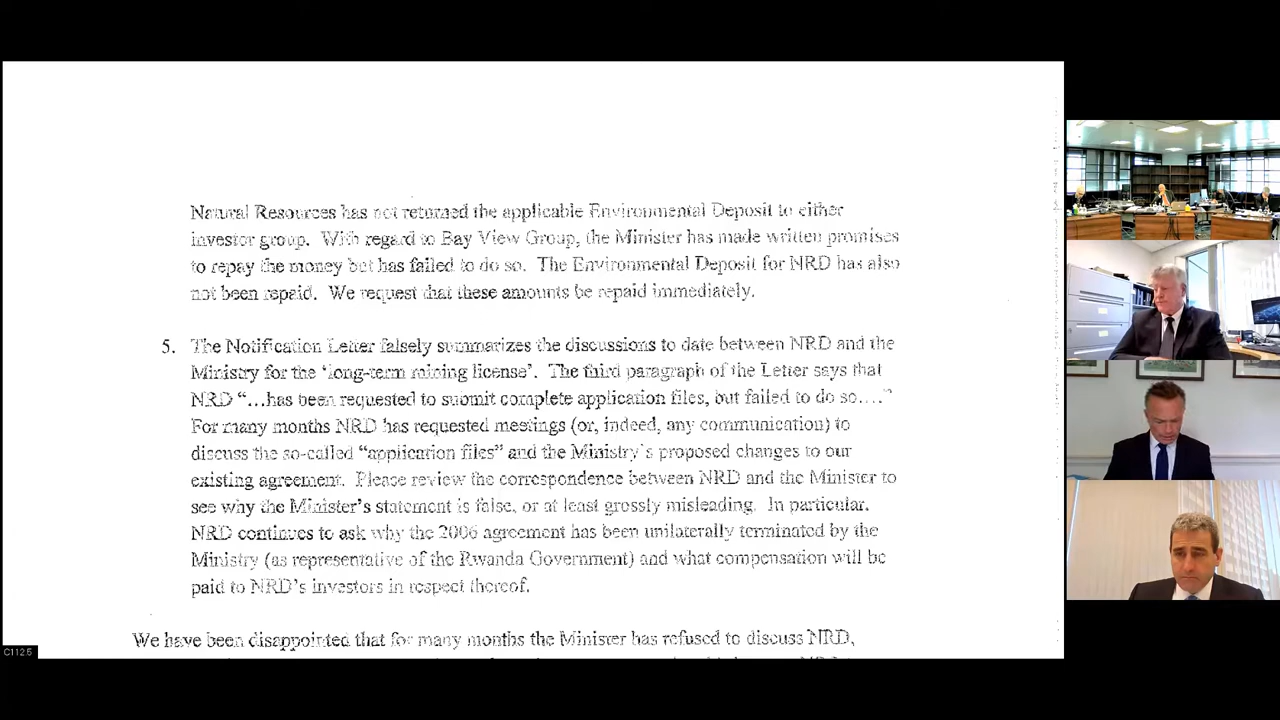 Natural Resources has not returned the applicable Environmental Deposit to either
investor group. With regard to Bay View Group, the Minister has made written promises
to repay the money but has failed to do so. The Environmental Deposit for NRD has also
not been repaid. We request that these amounts be repaid immediately.
5. The Notification Letter falsely summarizes the discussions to date between NRD and the
Ministry for the 'long-term mining license'. The third paragraph of the Letter says that
NRD "...has been requested to submit complete application files, but failed to do so...."
For many months NRD has requested meetings (or, indeed, any communication) to
discuss the so-called "application files" and the Ministry's proposed changes to our
existing agreement. Please review the correspondence between NRD and the Minister to
see why the Minister's statement is false, or at least grossly misleading. In particular.
NRD continues to ask why the 2006 agreement has been unilaterally terminated by the
Ministry (as representative of the Rwanda Government) and what compensation will be
paid to NRD's investors in respect thereof.
We have been disappointed that for many months the Minister has refused to discuss NRD,
C112:5